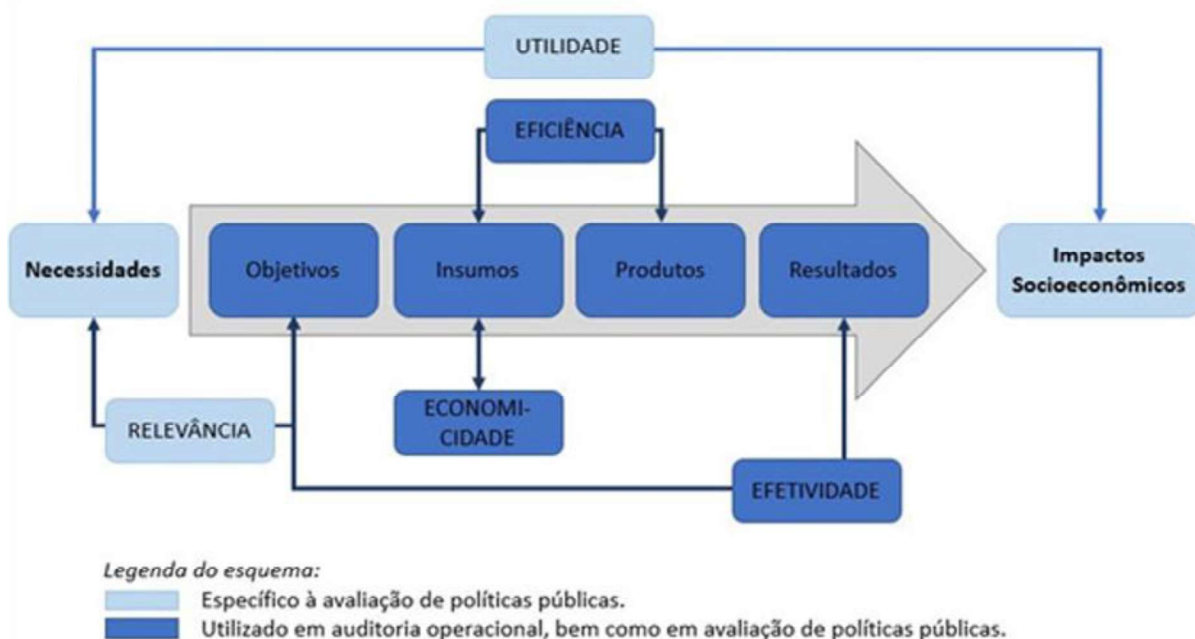 UTILIDADE
EFICIÊNCIA
Necessidades
Objetivos
Insumos
Produtos
Resultados
Impactos
Socioeconômicos
RELEVÂNCIA
ECONOMI-
CIDADE
EFETIVIDADE
Legenda do esquema:
Específico à avaliação de políticas públicas.
Utilizado em auditoria operacional, bem como em avaliação de políticas públicas.